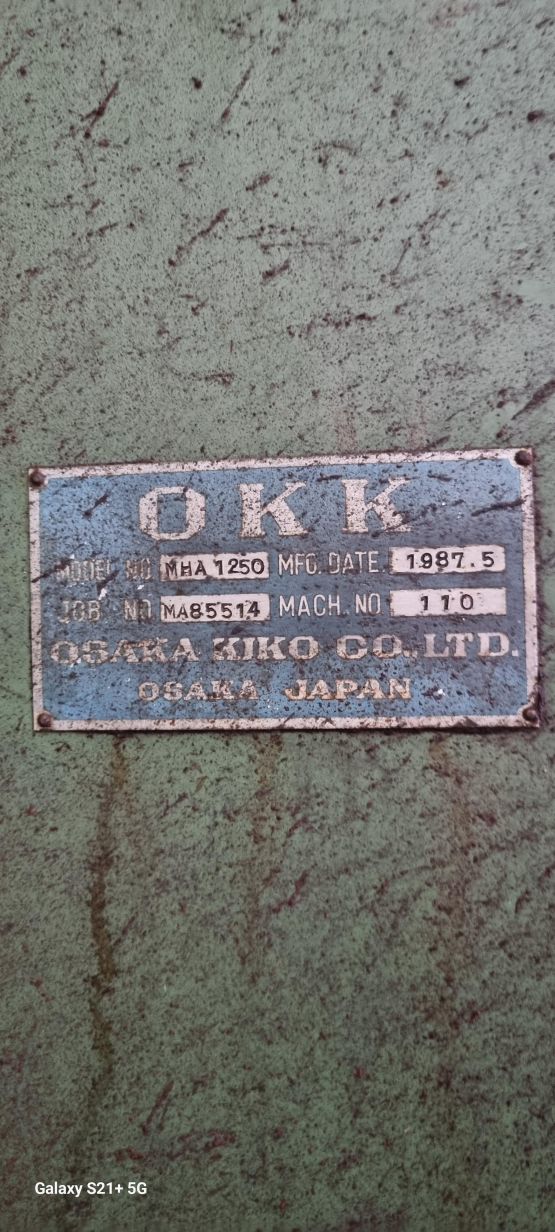 OKK
MODEL NO MHA 1250 MFG. DATE. 1987.5
JOB NO MA85514 MACH. NO 110
OSAKA KIKO CO., LTD.
OSAKA JAPAN
Galaxy S21+ 5G